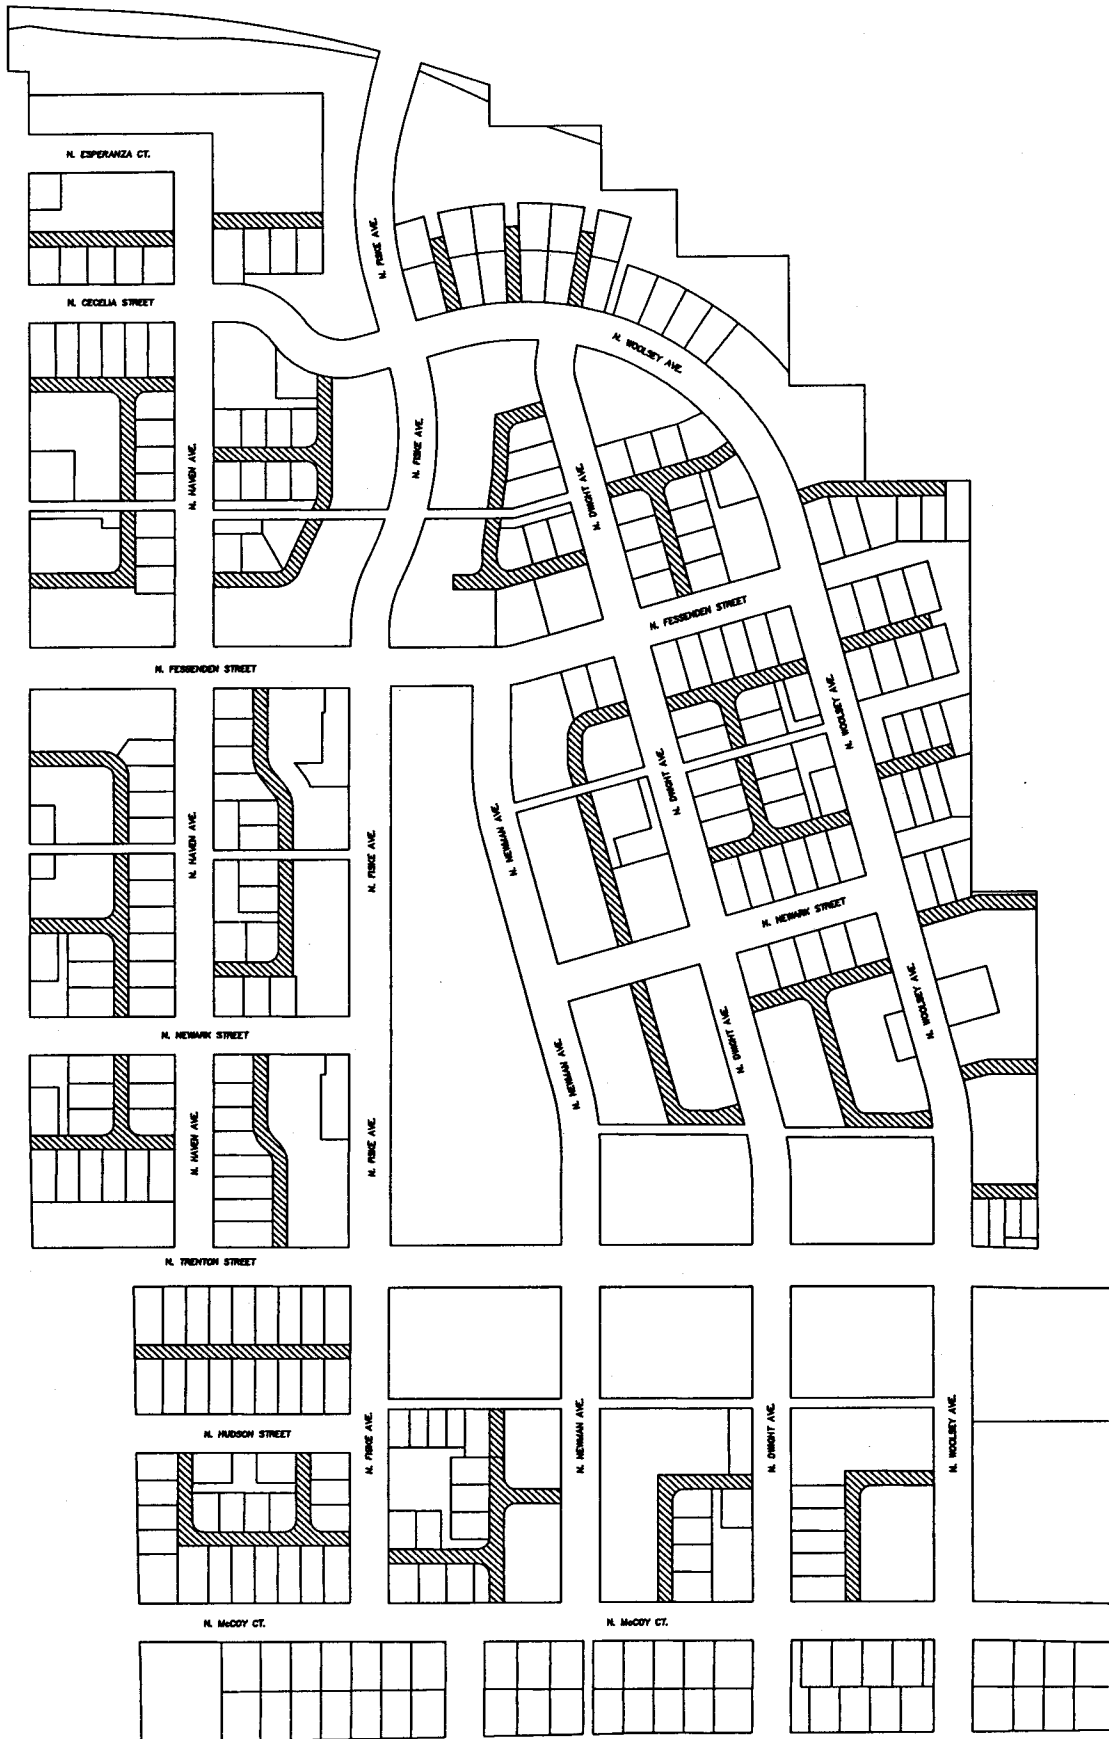 N. ESPERANZA CT.
N. FISKE AVE.
N. CECELIA STREET
N. WOOLSEY AVE.
N. HAVEN AVE.
N. FISKE AVE.
N. DWIGHT AVE.
N. FESSENDEN STREET
N. FESSENDEN STREET
N. WOOLSEY AVE.
N. DWIGHT AVE.
N. HAVEN AVE.
N. FISKE AVE.
N. NEWMAN AVE.
N. NEWARK STREET
N. WOOLSEY AVE.
N. NEWARK STREET
N. DWIGHT AVE.
N. NEWMAN AVE.
N. HAVEN AVE.
N. FISKE AVE.
N. TRENTON STREET
N. HUDSON STREET
N. FISKE AVE.
N. NEWMAN AVE.
N. DWIGHT AVE.
N. WOOLSEY AVE.
N. McCOY CT.
N. McCOY CT.